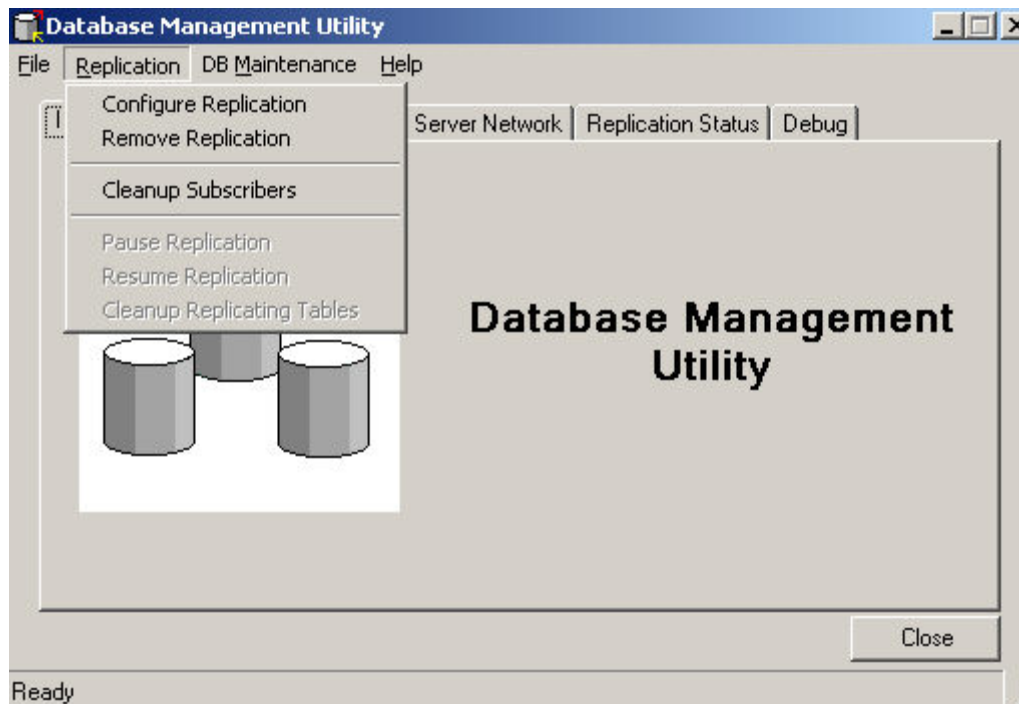 Database Management Utility
File Replication DB Maintenance Help
Configure Replication
Remove Replication
Cleanup Subscribers
Pause Replication
Resume Replication
Cleanup Replicating Tables
Server Network Replication Status Debug
Database Management
Utility
Close
Ready